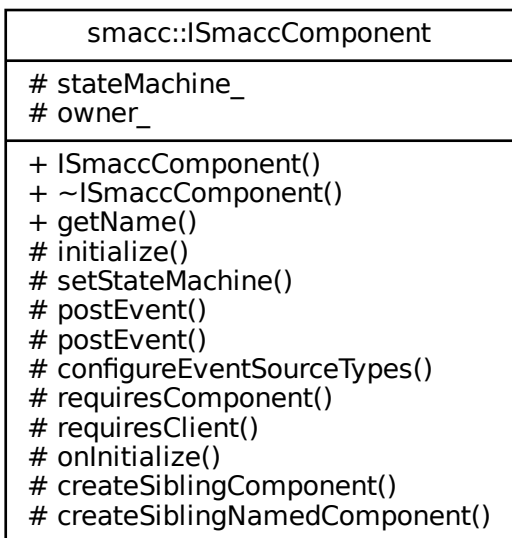 smacc::ISmaccComponent
# stateMachine_
# owner_
+ ISmaccComponent()
+ ~ISmaccComponent()
+ getName()
# initialize()
# setStateMachine()
# postEvent()
# postEvent()
# configureEventSourceTypes()
# requiresComponent()
# requiresClient()
# onInitialize()
# createSiblingComponent()
# createSiblingNamedComponent()